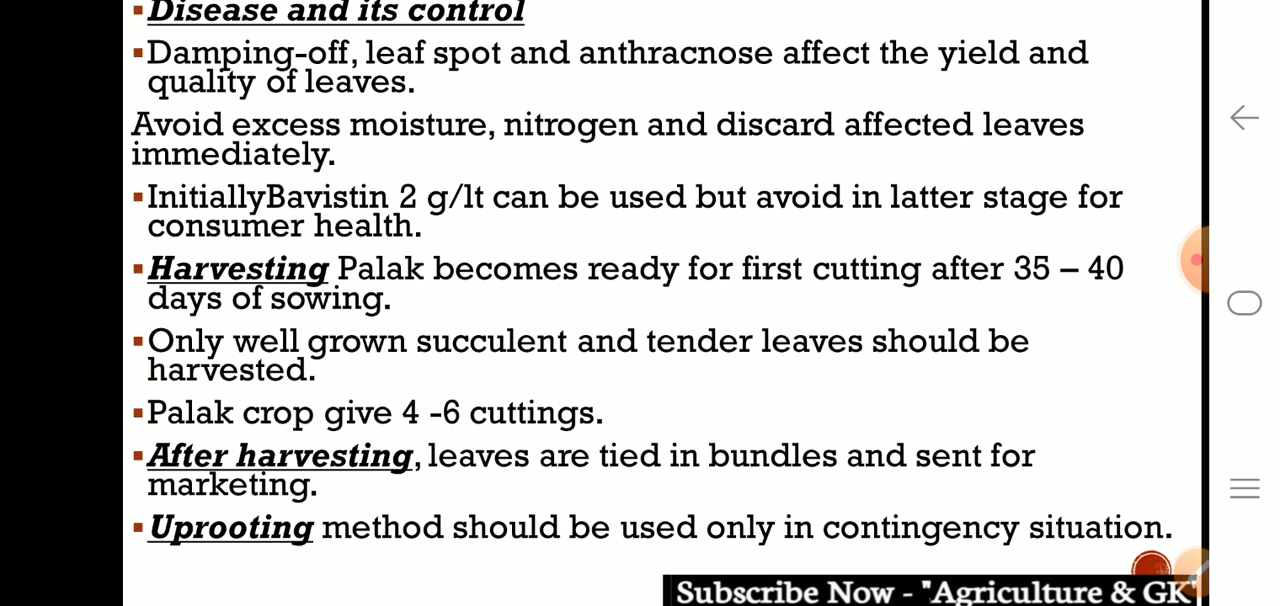 ▪Disease and its control
▪Damping-off, leaf spot and anthracnose affect the yield and
quality of leaves.
Avoid excess moisture, nitrogen and discard affected leaves
immediately.
▪InitiallyBavistin 2 g/lt can be used but avoid in latter stage for
consumer health.
▪Harvesting Palak becomes ready for first cutting after 35 – 40
days of sowing.
▪Only well grown succulent and tender leaves should be
harvested.
▪Palak crop give 4 -6 cuttings.
▪After harvesting, leaves are tied in bundles and sent for
marketing.
▪Uprooting method should be used only in contingency situation.
Subscribe Now - "Agriculture & GK"